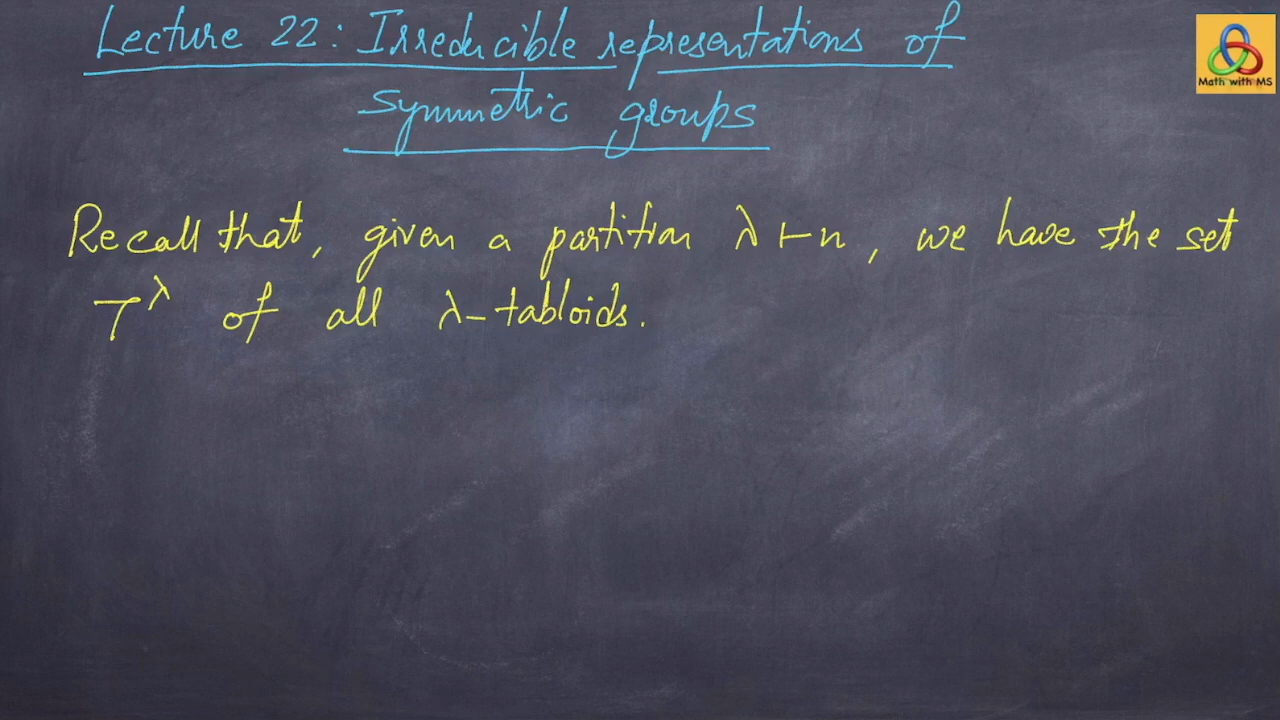 Lecture 22: Irreducible representations of
Symmetric groups
Math with MS
Recall that, given a partition λ ⊢ n, we have the set
T^λ of all λ-tabloids.